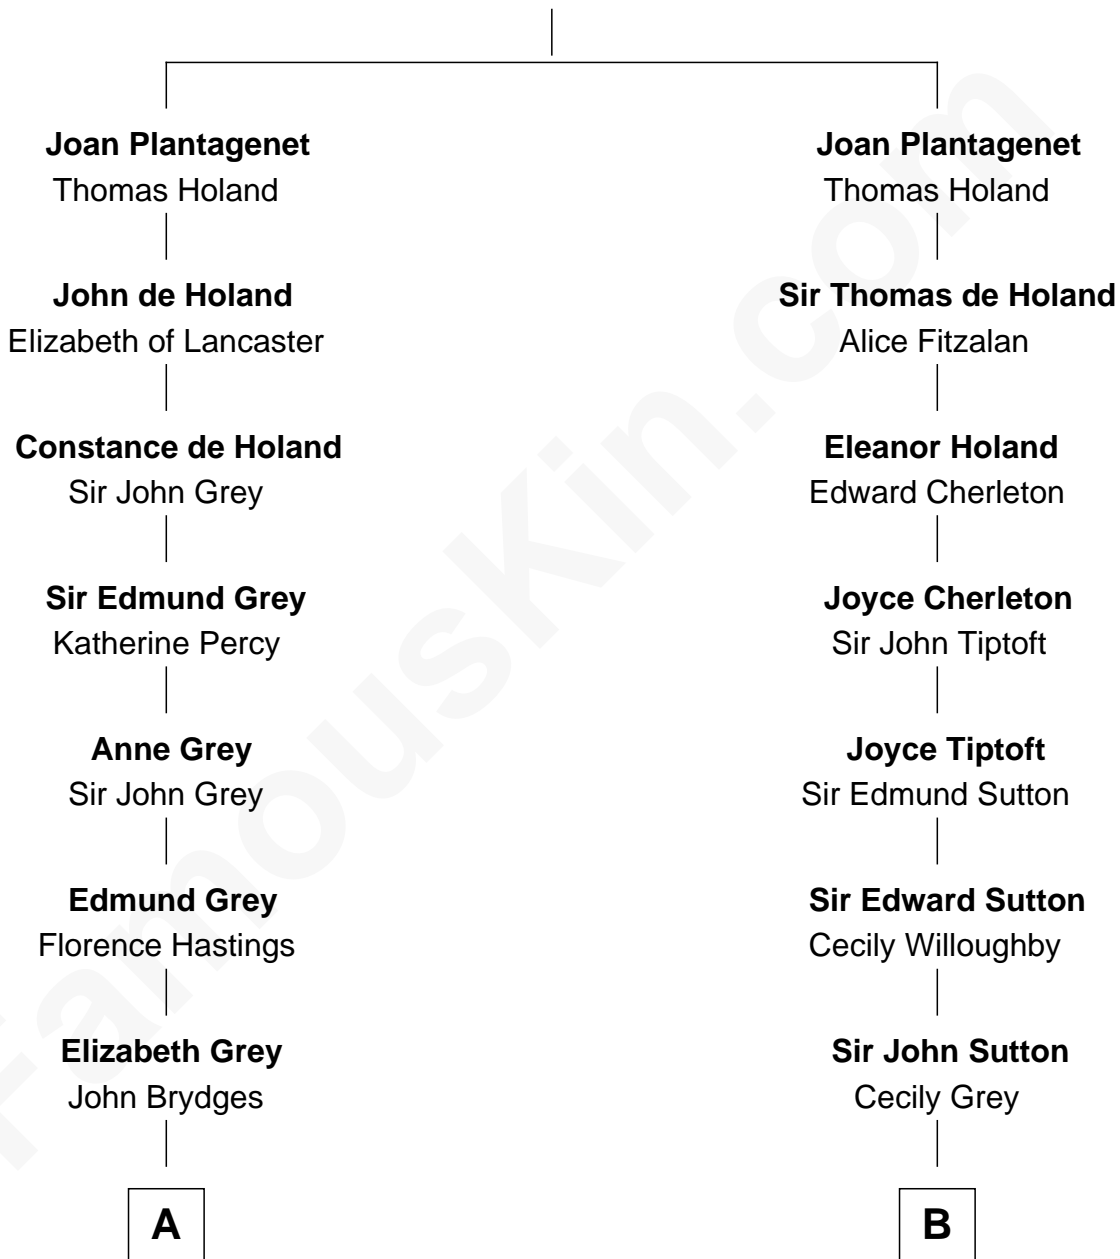 Joan Plantagenet
Thomas Holand
John de Holand
Elizabeth of Lancaster
Constance de Holand
Sir John Grey
Sir Edmund Grey
Katherine Percy
Anne Grey
Sir John Grey
Edmund Grey
Florence Hastings
Elizabeth Grey
John Brydges
A
Joan Plantagenet
Thomas Holand
Sir Thomas de Holand
Alice Fitzalan
Eleanor Holand
Edward Cherleton
Joyce Cherleton
Sir John Tiptoft
Joyce Tiptoft
Sir Edmund Sutton
Sir Edward Sutton
Cecily Willoughby
Sir John Sutton
Cecily Grey
B
FamousKin.com